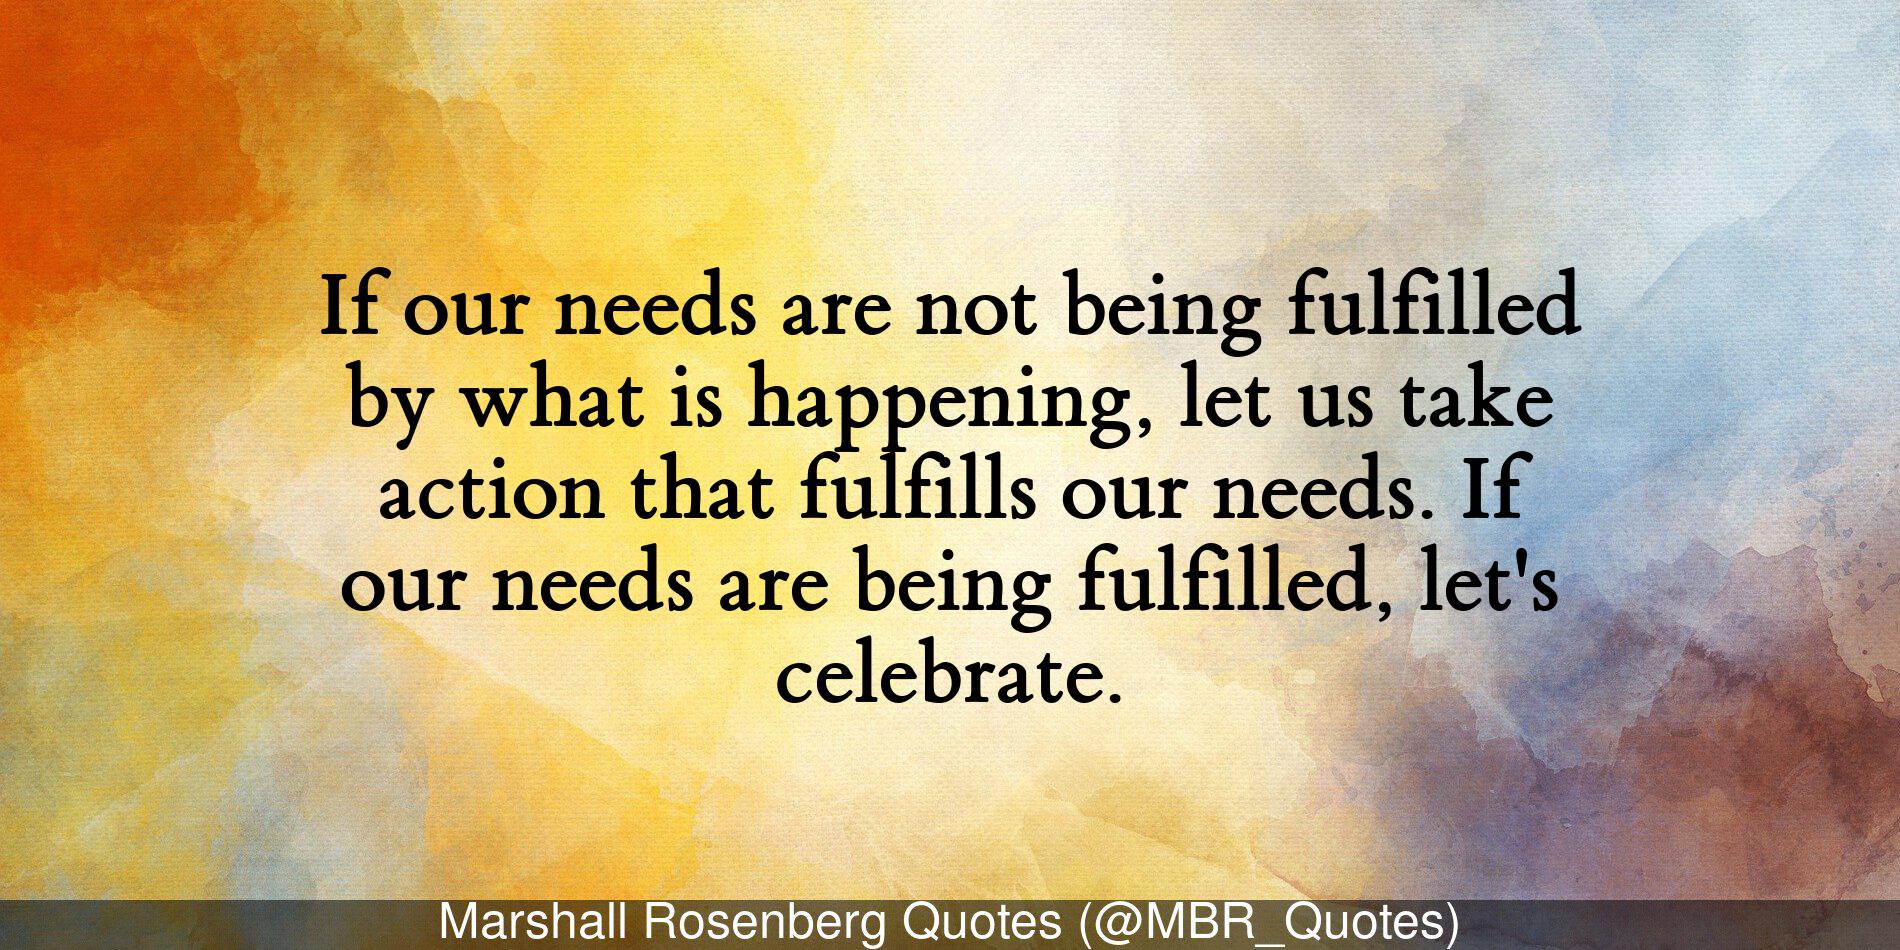 If our needs are not being fulfilled
by what is happening, let us take
action that fulfills our needs. If
our needs are being fulfilled, let's
celebrate.
Marshall Rosenberg Quotes (@MBR_Quotes)